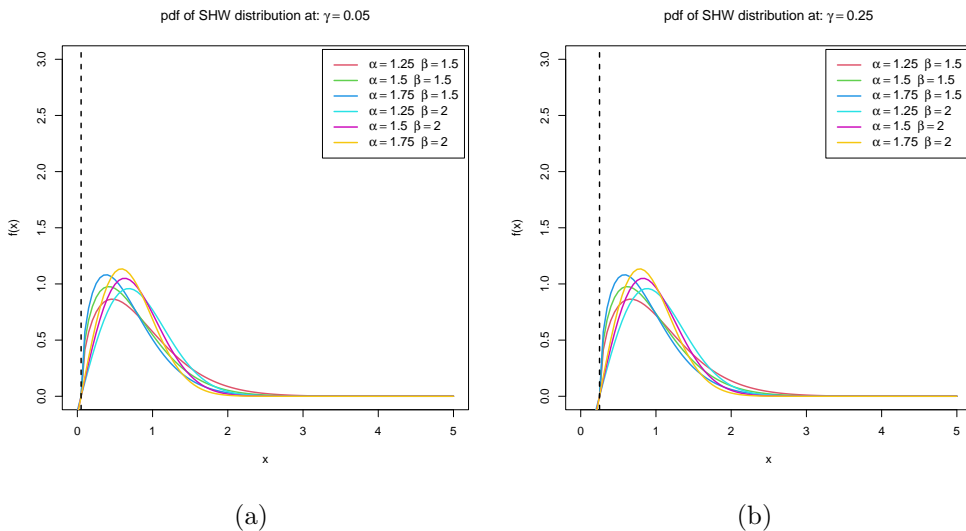 pdf of SHW distribution at: γ = 0.05
f(x)
3.0
2.5
2.0
1.5
1.0
0.5
0.0
α = 1.25 β = 1.5
α = 1.5 β = 1.5
α = 1.75 β = 1.5
α = 1.25 β = 2
α = 1.5 β = 2
α = 1.75 β = 2
0 1 2 3 4 5
x
(a)
pdf of SHW distribution at: γ = 0.25
f(x)
3.0
2.5
2.0
1.5
1.0
0.5
0.0
α = 1.25 β = 1.5
α = 1.5 β = 1.5
α = 1.75 β = 1.5
α = 1.25 β = 2
α = 1.5 β = 2
α = 1.75 β = 2
0 1 2 3 4 5
x
(b)